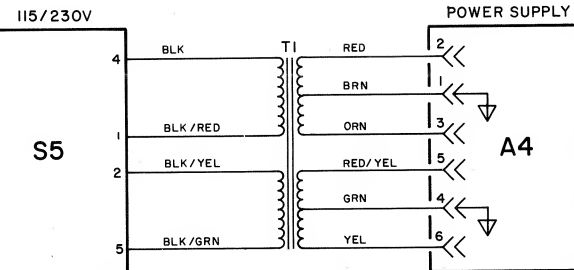 115/230V
POWER SUPPLY
4 BLK T1 RED 2
BRN 1
1 BLK/RED ORN 3
S5 A4
2 BLK/YEL RED/YEL 5
GRN 4
5 BLK/GRN YEL 6